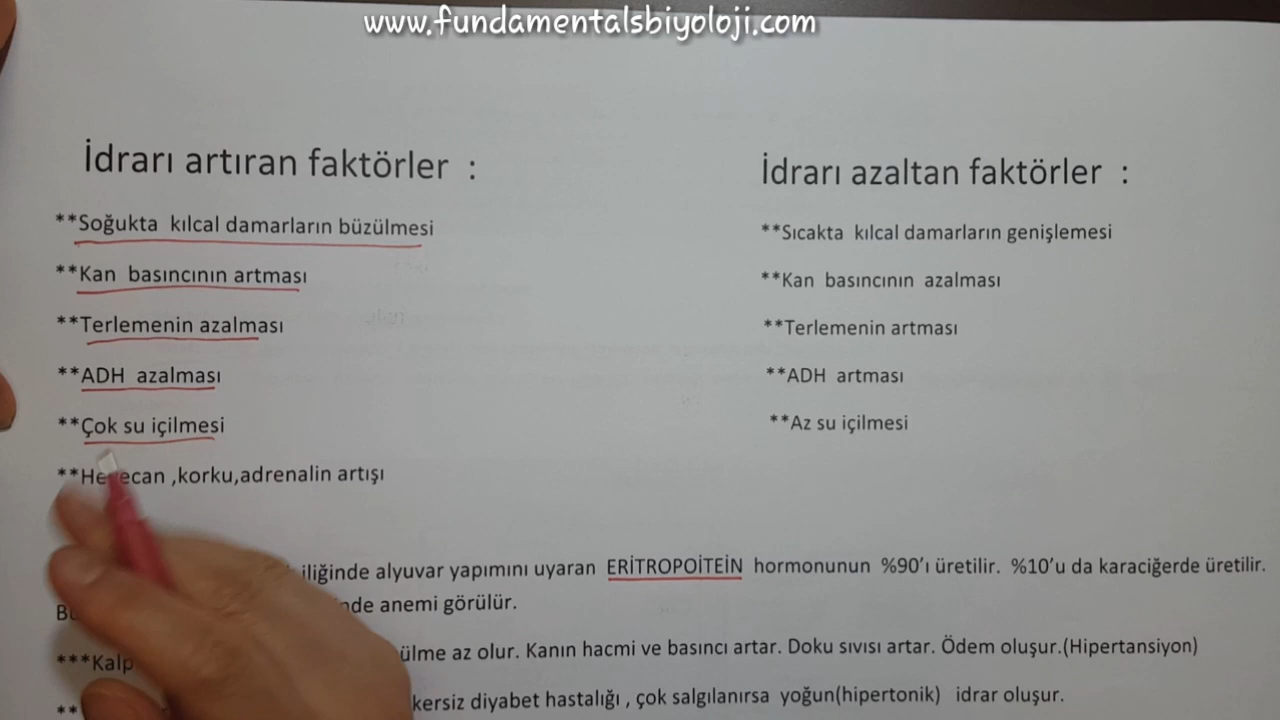 www.fundamentalsbiyoloji.com
İdrarı artıran faktörler :
**Soğukta kılcal damarların büzülmesi
**Kan basıncının artması
**Terlemenin azalması
**ADH azalması
**Çok su içilmesi
**Heyecan ,korku,adrenalin artışı
İdrarı azaltan faktörler :
**Sıcakta kılcal damarların genişlemesi
**Kan basıncının azalması
**Terlemenin artması
**ADH artması
**Az su içilmesi
iliğinde alyuvar yapımını uyaran ERİTROPOİTEİN hormonunun %90’ı üretilir. %10’u da karaciğerde üretilir.
anemi görülür.
***Kalp az olur. Kanın hacmi ve basıncı artar. Doku sıvısı artar. Ödem oluşur.(Hipertansiyon)
** diyabet hastalığı , çok salgılanırsa yoğun(hipertonik) idrar oluşur.